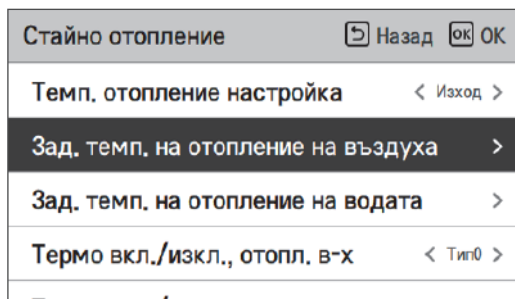 Стайно отопление Назад OK OK
Темп. отопление настройка < Изход >
Зад. темп. на отопление на въздуха >
Зад. темп. на отопление на водата >
Термо вкл./изкл., отопл. в-х < Тип0 >